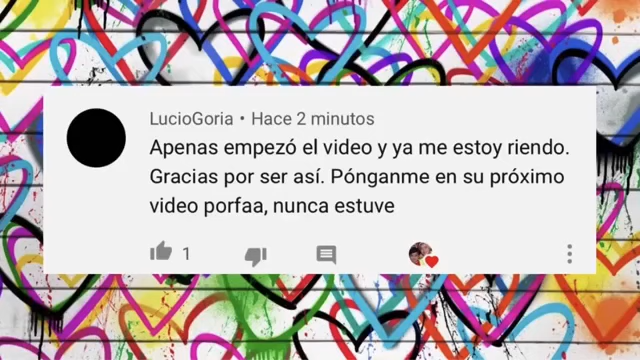 LucioGoria • Hace 2 minutos
Apenas empezó el video y ya me estoy riendo.
Gracias por ser así. Pónganme en su próximo
video porfaa, nunca estuve
1